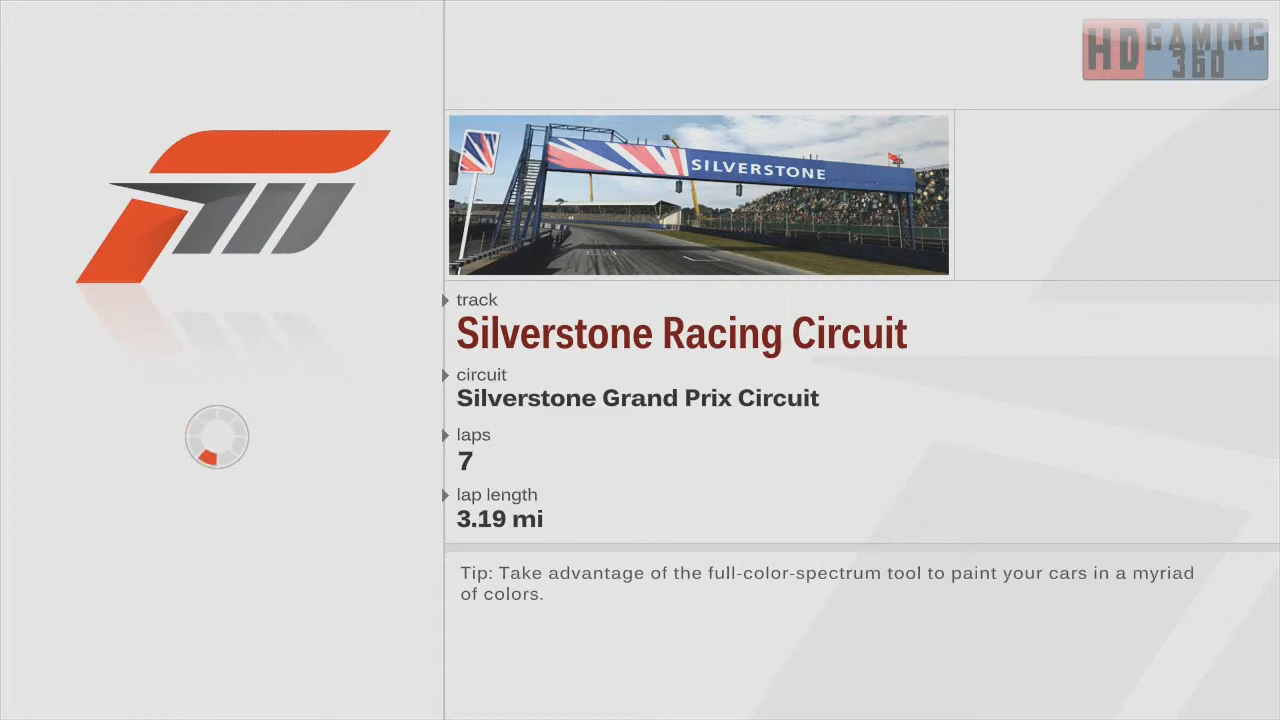 HD GAMING
360
SILVERSTONE
track
Silverstone Racing Circuit
circuit
Silverstone Grand Prix Circuit
laps
7
lap length
3.19 mi
Tip: Take advantage of the full-color-spectrum tool to paint your cars in a myriad
of colors.